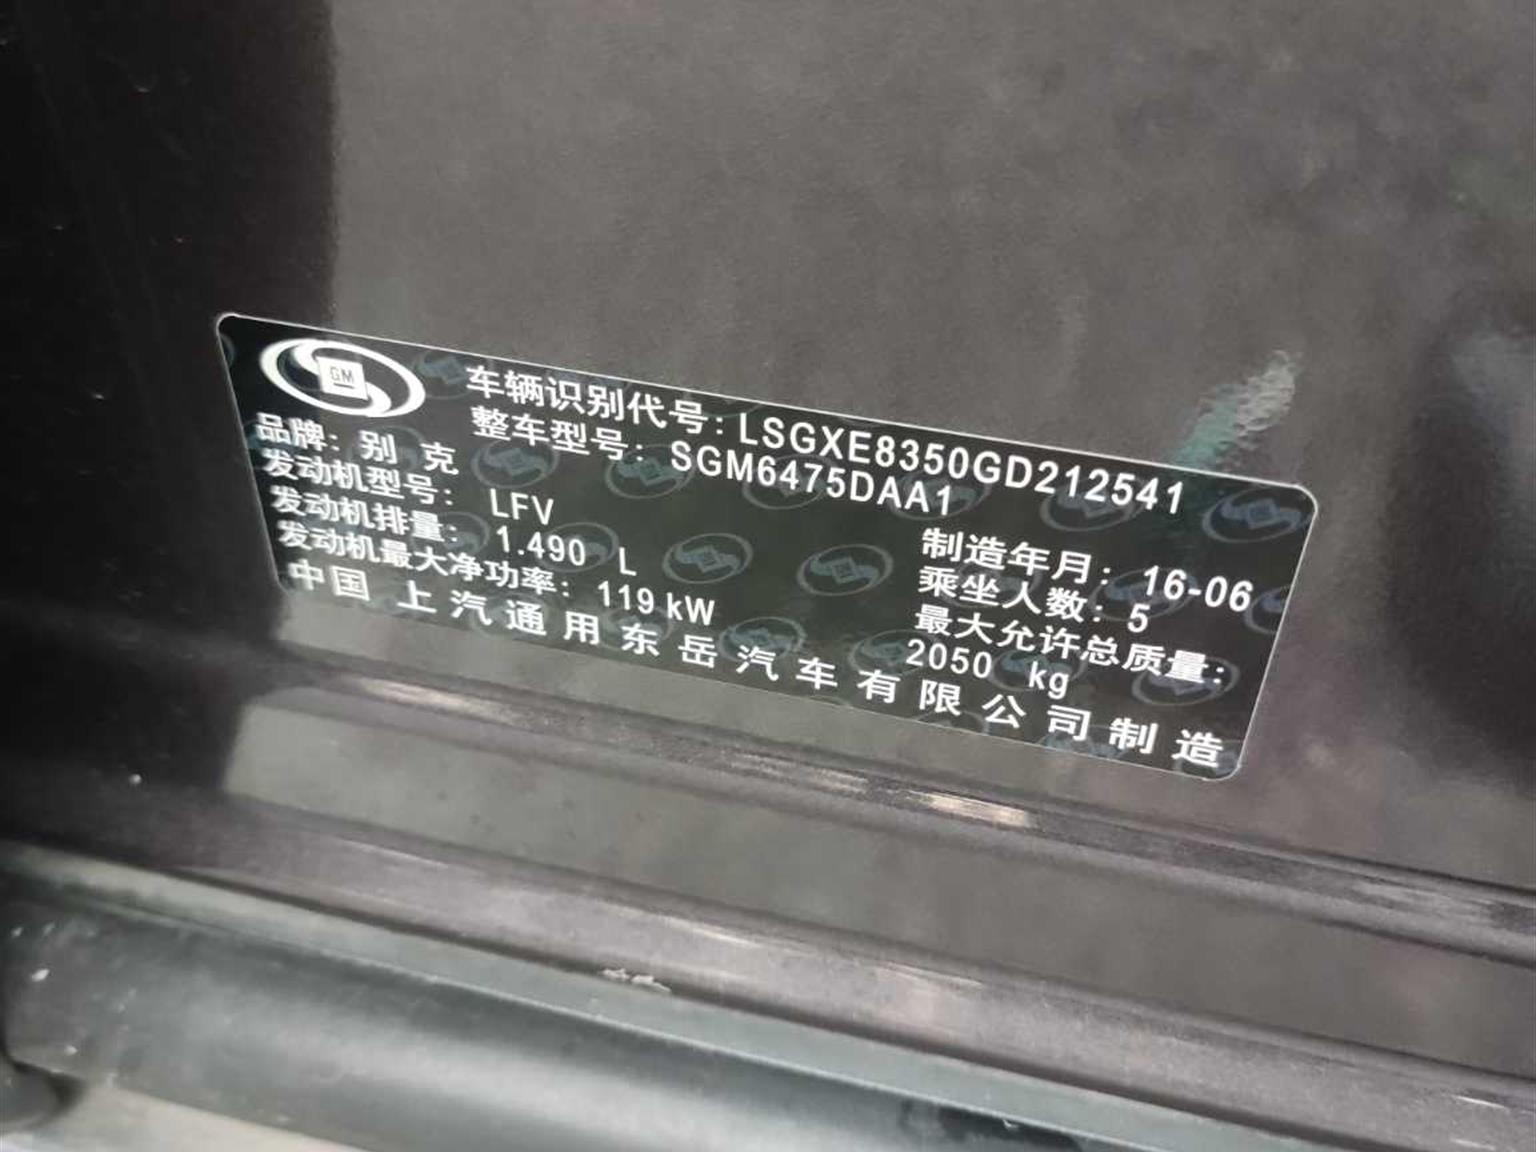 GM
车辆识别代号: LSGXE8350GD212541
整车型号: SGM6475DAA1
品牌: 别克
发动机型号: LFV
发动机排量: 1.490 L
发动机最大净功率: 119 kW
制造年月: 16-06
乘坐人数: 5
最大允许总质量:
2050 kg
中国 上汽通用东岳汽车有限公司制造